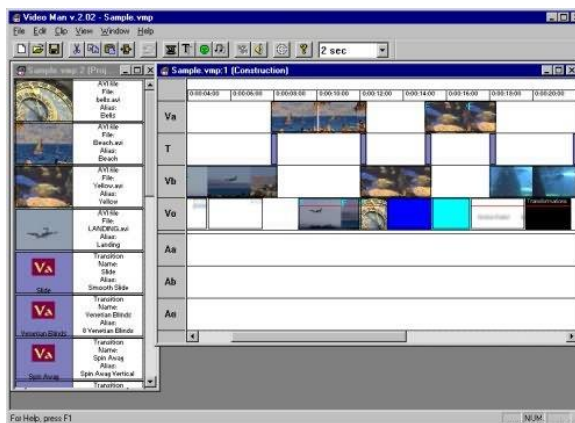 Video Man v.2.02 - Sample.vmp
File Edit Clip View Window Help
2 sec
Sample.vmp:2 (Proj
AVI file
File:
bells.avi
Alias:
Bells
AVI file
File:
Beach.avi
Alias:
Beach
AVI file
File:
Yellow.avi
Alias:
Yellow
AVI file
File:
LANDING.avi
Alias:
Landing
Va
Slide
Transition
Name:
Slide
Alias:
Smooth Slide
Va
Venetian Blinds
Transition
Name:
Venetian Blinds
Alias:
8 Venetian Blinds
Va
Spin Away
Transition
Name:
Spin Away
Alias:
Spin Away Vertical
Transition
Sample.vmp:1 (Construction)
0:00:04:00 0:00:06:00 0:00:08:00 0:00:10:00 0:00:12:00 0:00:14:00 0:00:16:00 0:00:18:00 0:00:20:00
Va
T
Vb
Vo
Transformations
Aa
Ab
Ao
For Help, press F1
NUM